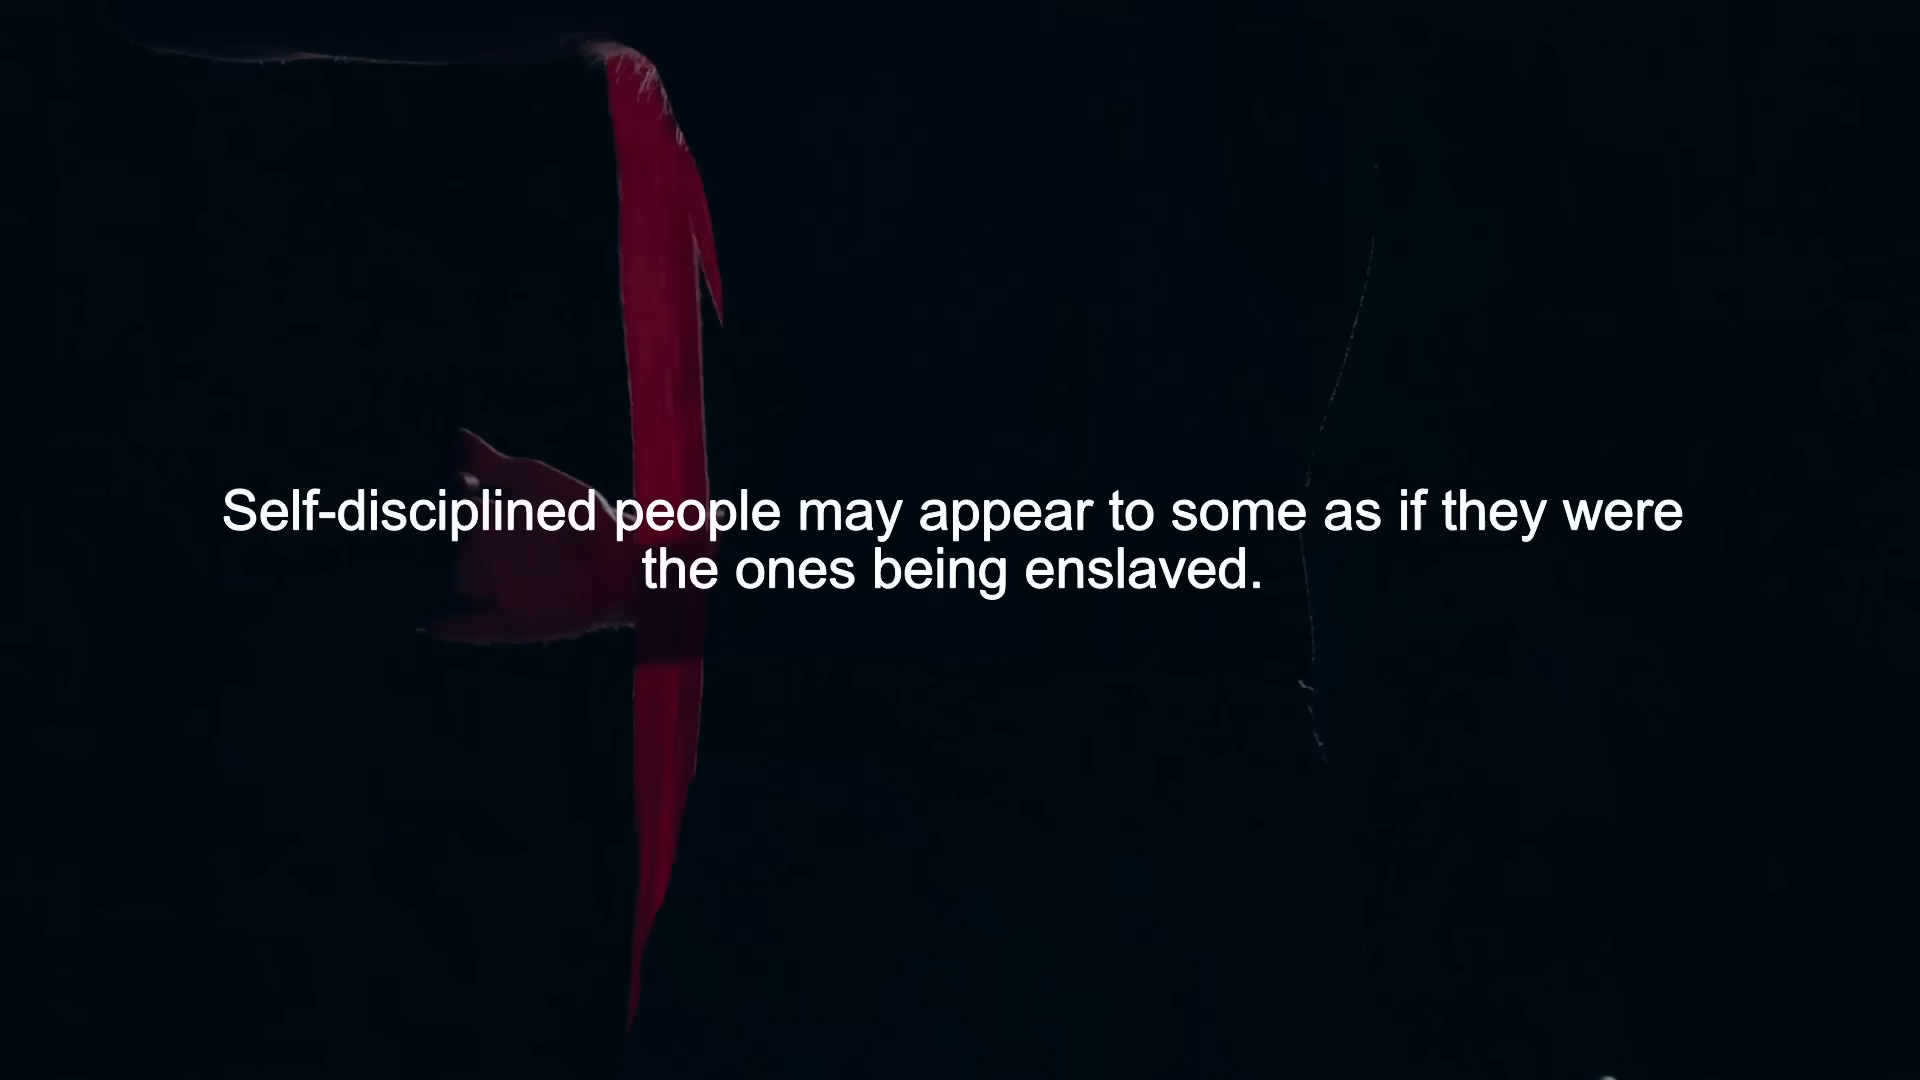 Self-disciplined people may appear to some as if they were
the ones being enslaved.